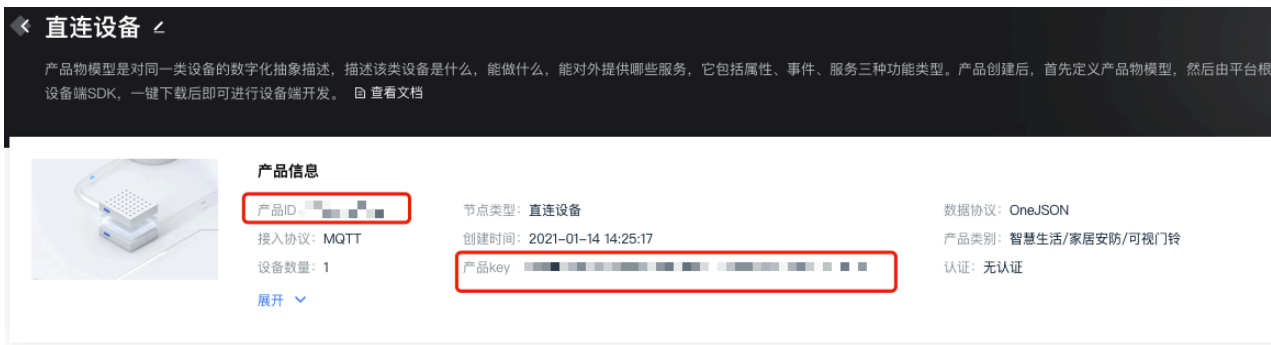 直连设备
产品物模型是对同一类设备的数字化抽象描述，描述该类设备是什么，能做什么，能对外提供哪些服务，它包括属性、事件、服务三种功能类型。产品创建后，首先定义产品物模型，然后由平台根
设备端SDK，一键下载后即可进行设备端开发。 查看文档
产品信息
产品ID 节点类型：直连设备 数据协议：OneJSON
接入协议：MQTT 创建时间：2021-01-14 14:25:17 产品类别：智慧生活/家居安防/可视门铃
设备数量：1 产品key 认证：无认证
展开